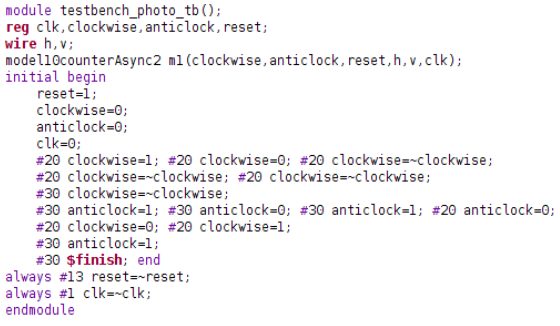 module testbench_photo_tb();
reg clk,clockwise,anticlock,reset;
wire h,v;
model10counterAsync2 m1(clockwise,anticlock,reset,h,v,clk);
initial begin
    reset=1;
    clockwise=0;
    anticlock=0;
    clk=0;
    #20 clockwise=1; #20 clockwise=0; #20 clockwise=~clockwise;
    #20 clockwise=~clockwise; #20 clockwise=~clockwise;
    #30 clockwise=~clockwise;
    #30 anticlock=1; #30 anticlock=0; #30 anticlock=1; #20 anticlock=0;
    #20 clockwise=0; #20 clockwise=1;
    #30 anticlock=1;
    #30 $finish; end
always #13 reset=~reset;
always #1 clk=~clk;
endmodule